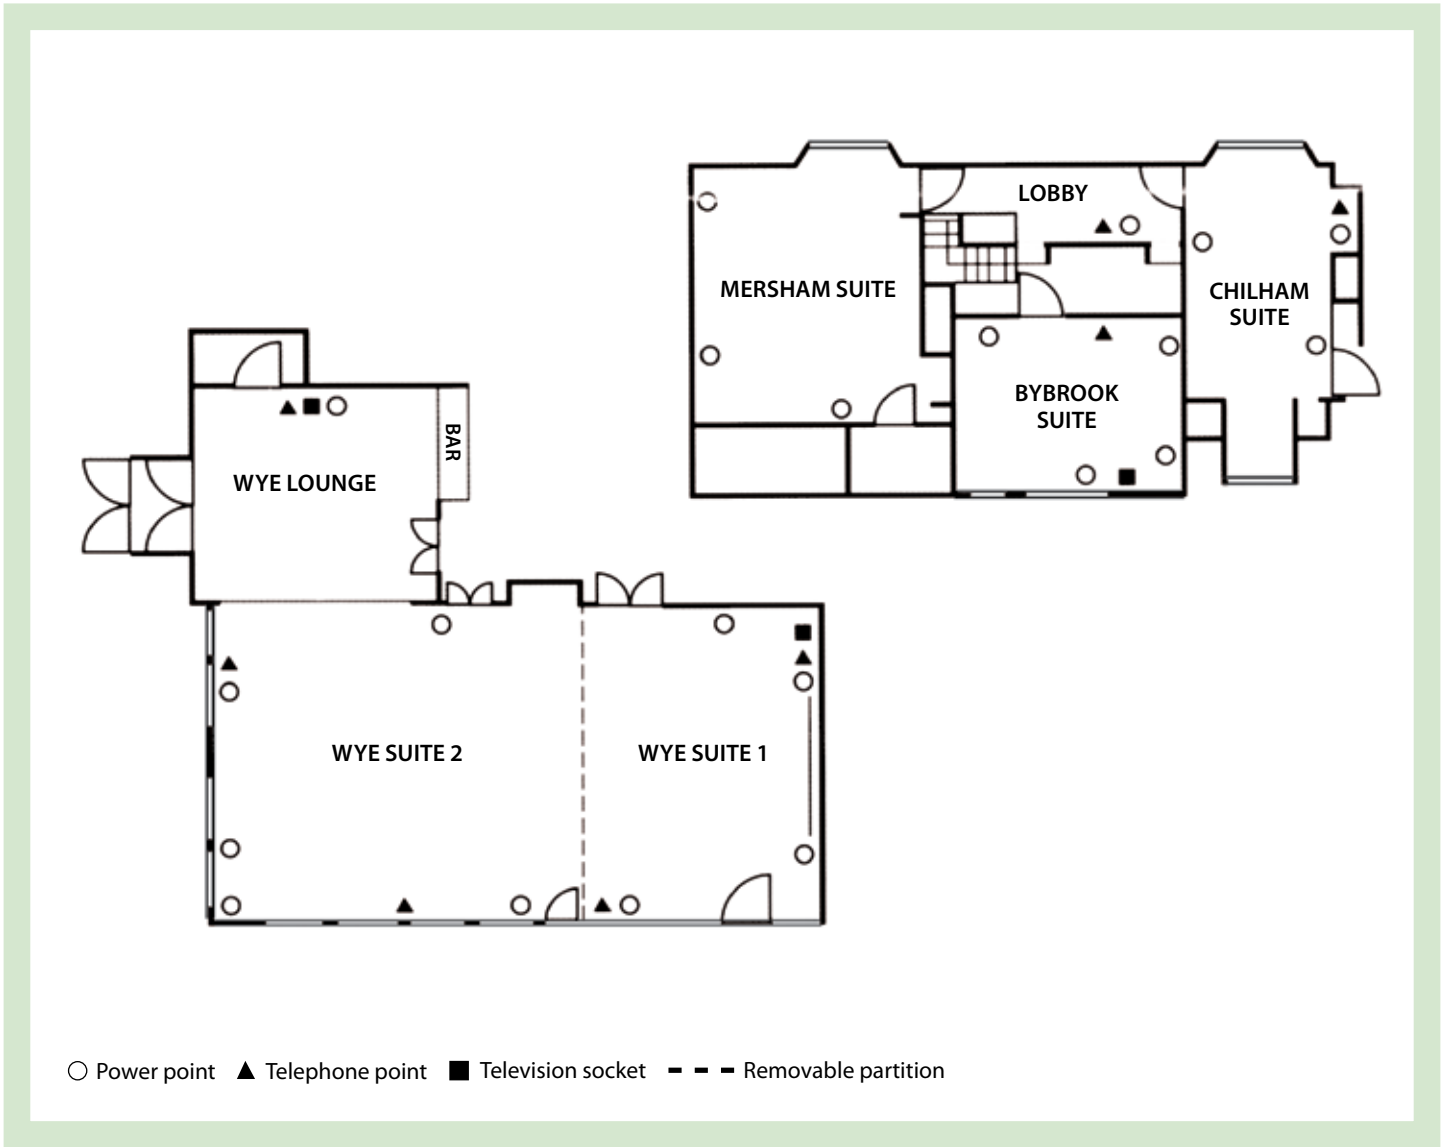 LOBBY
MERSHAM SUITE
CHILHAM
SUITE
BYBROOK
SUITE
BAR
WYE LOUNGE
WYE SUITE 2
WYE SUITE 1
Power point
Telephone point
Television socket
Removable partition